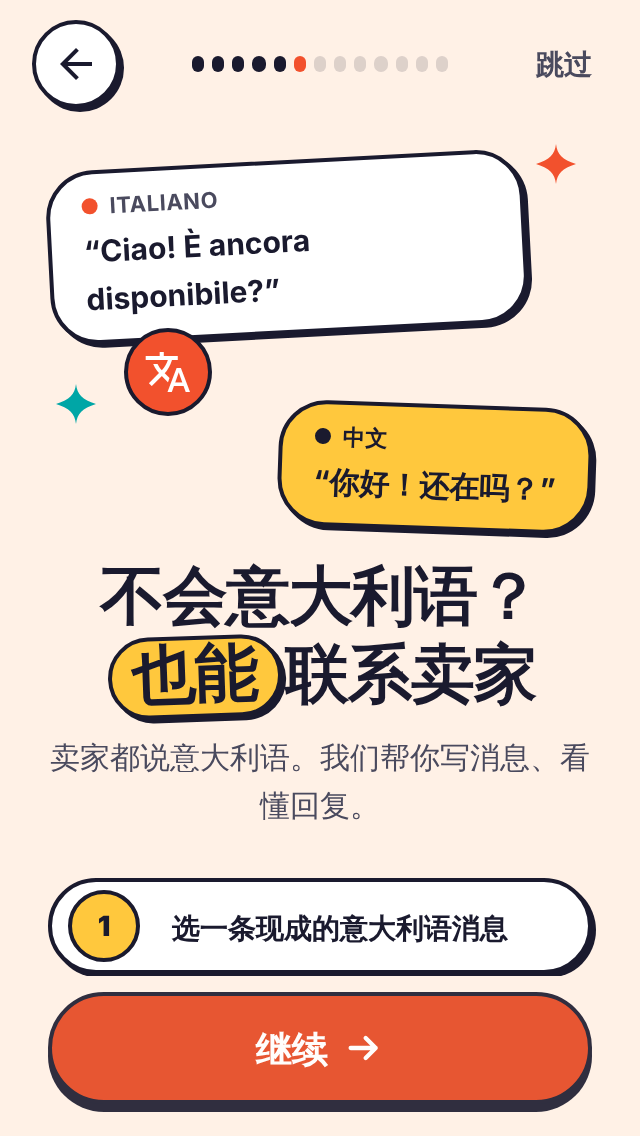 跳过
ITALIANO
“Ciao! È ancora
disponibile?”
文A
中文
“你好！还在吗？”
不会意大利语？
也能联系卖家
卖家都说意大利语。我们帮你写消息、看
懂回复。
1 选一条现成的意大利语消息
继续 →